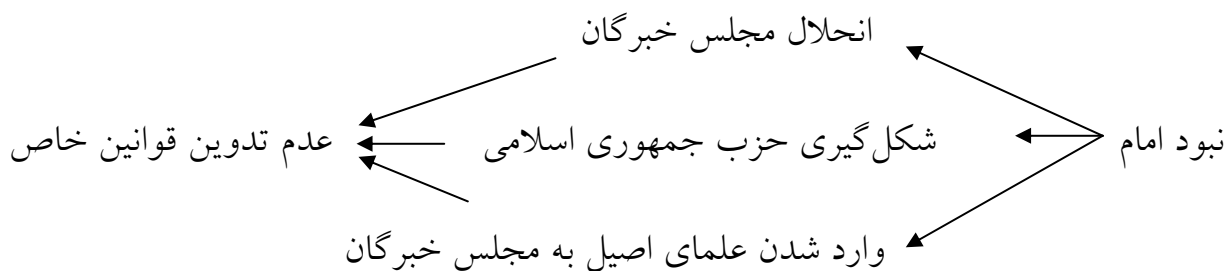 انحلال مجلس خبرگان
نبود امام
شکل‌گیری حزب جمهوری اسلامی
عدم تدوین قوانین خاص
وارد شدن علمای اصیل به مجلس خبرگان